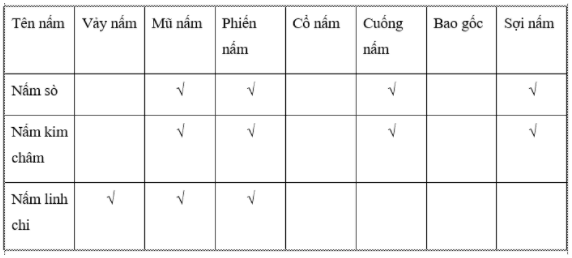 Tên nấm Vảy nấm Mũ nấm Phiến nấm Cổ nấm Cuống nấm Bao gốc Sợi nấm
Nấm sò √ √ √ √
Nấm kim châm √ √ √ √
Nấm linh chi √ √ √